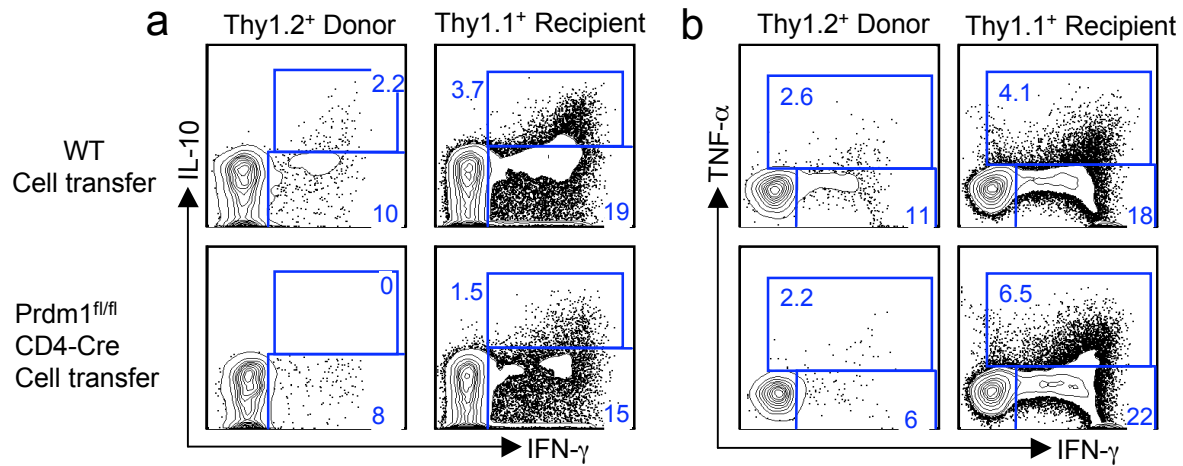 a
Thy1.2+ Donor
Thy1.1+ Recipient
b
Thy1.2+ Donor
Thy1.1+ Recipient
WT
Cell transfer
IL-10
2.2
10
3.7
19
TNF-α
2.6
11
4.1
18
Prdm1fl/fl
CD4-Cre
Cell transfer
0
8
1.5
15
2.2
6
6.5
22
IFN-γ
IFN-γ